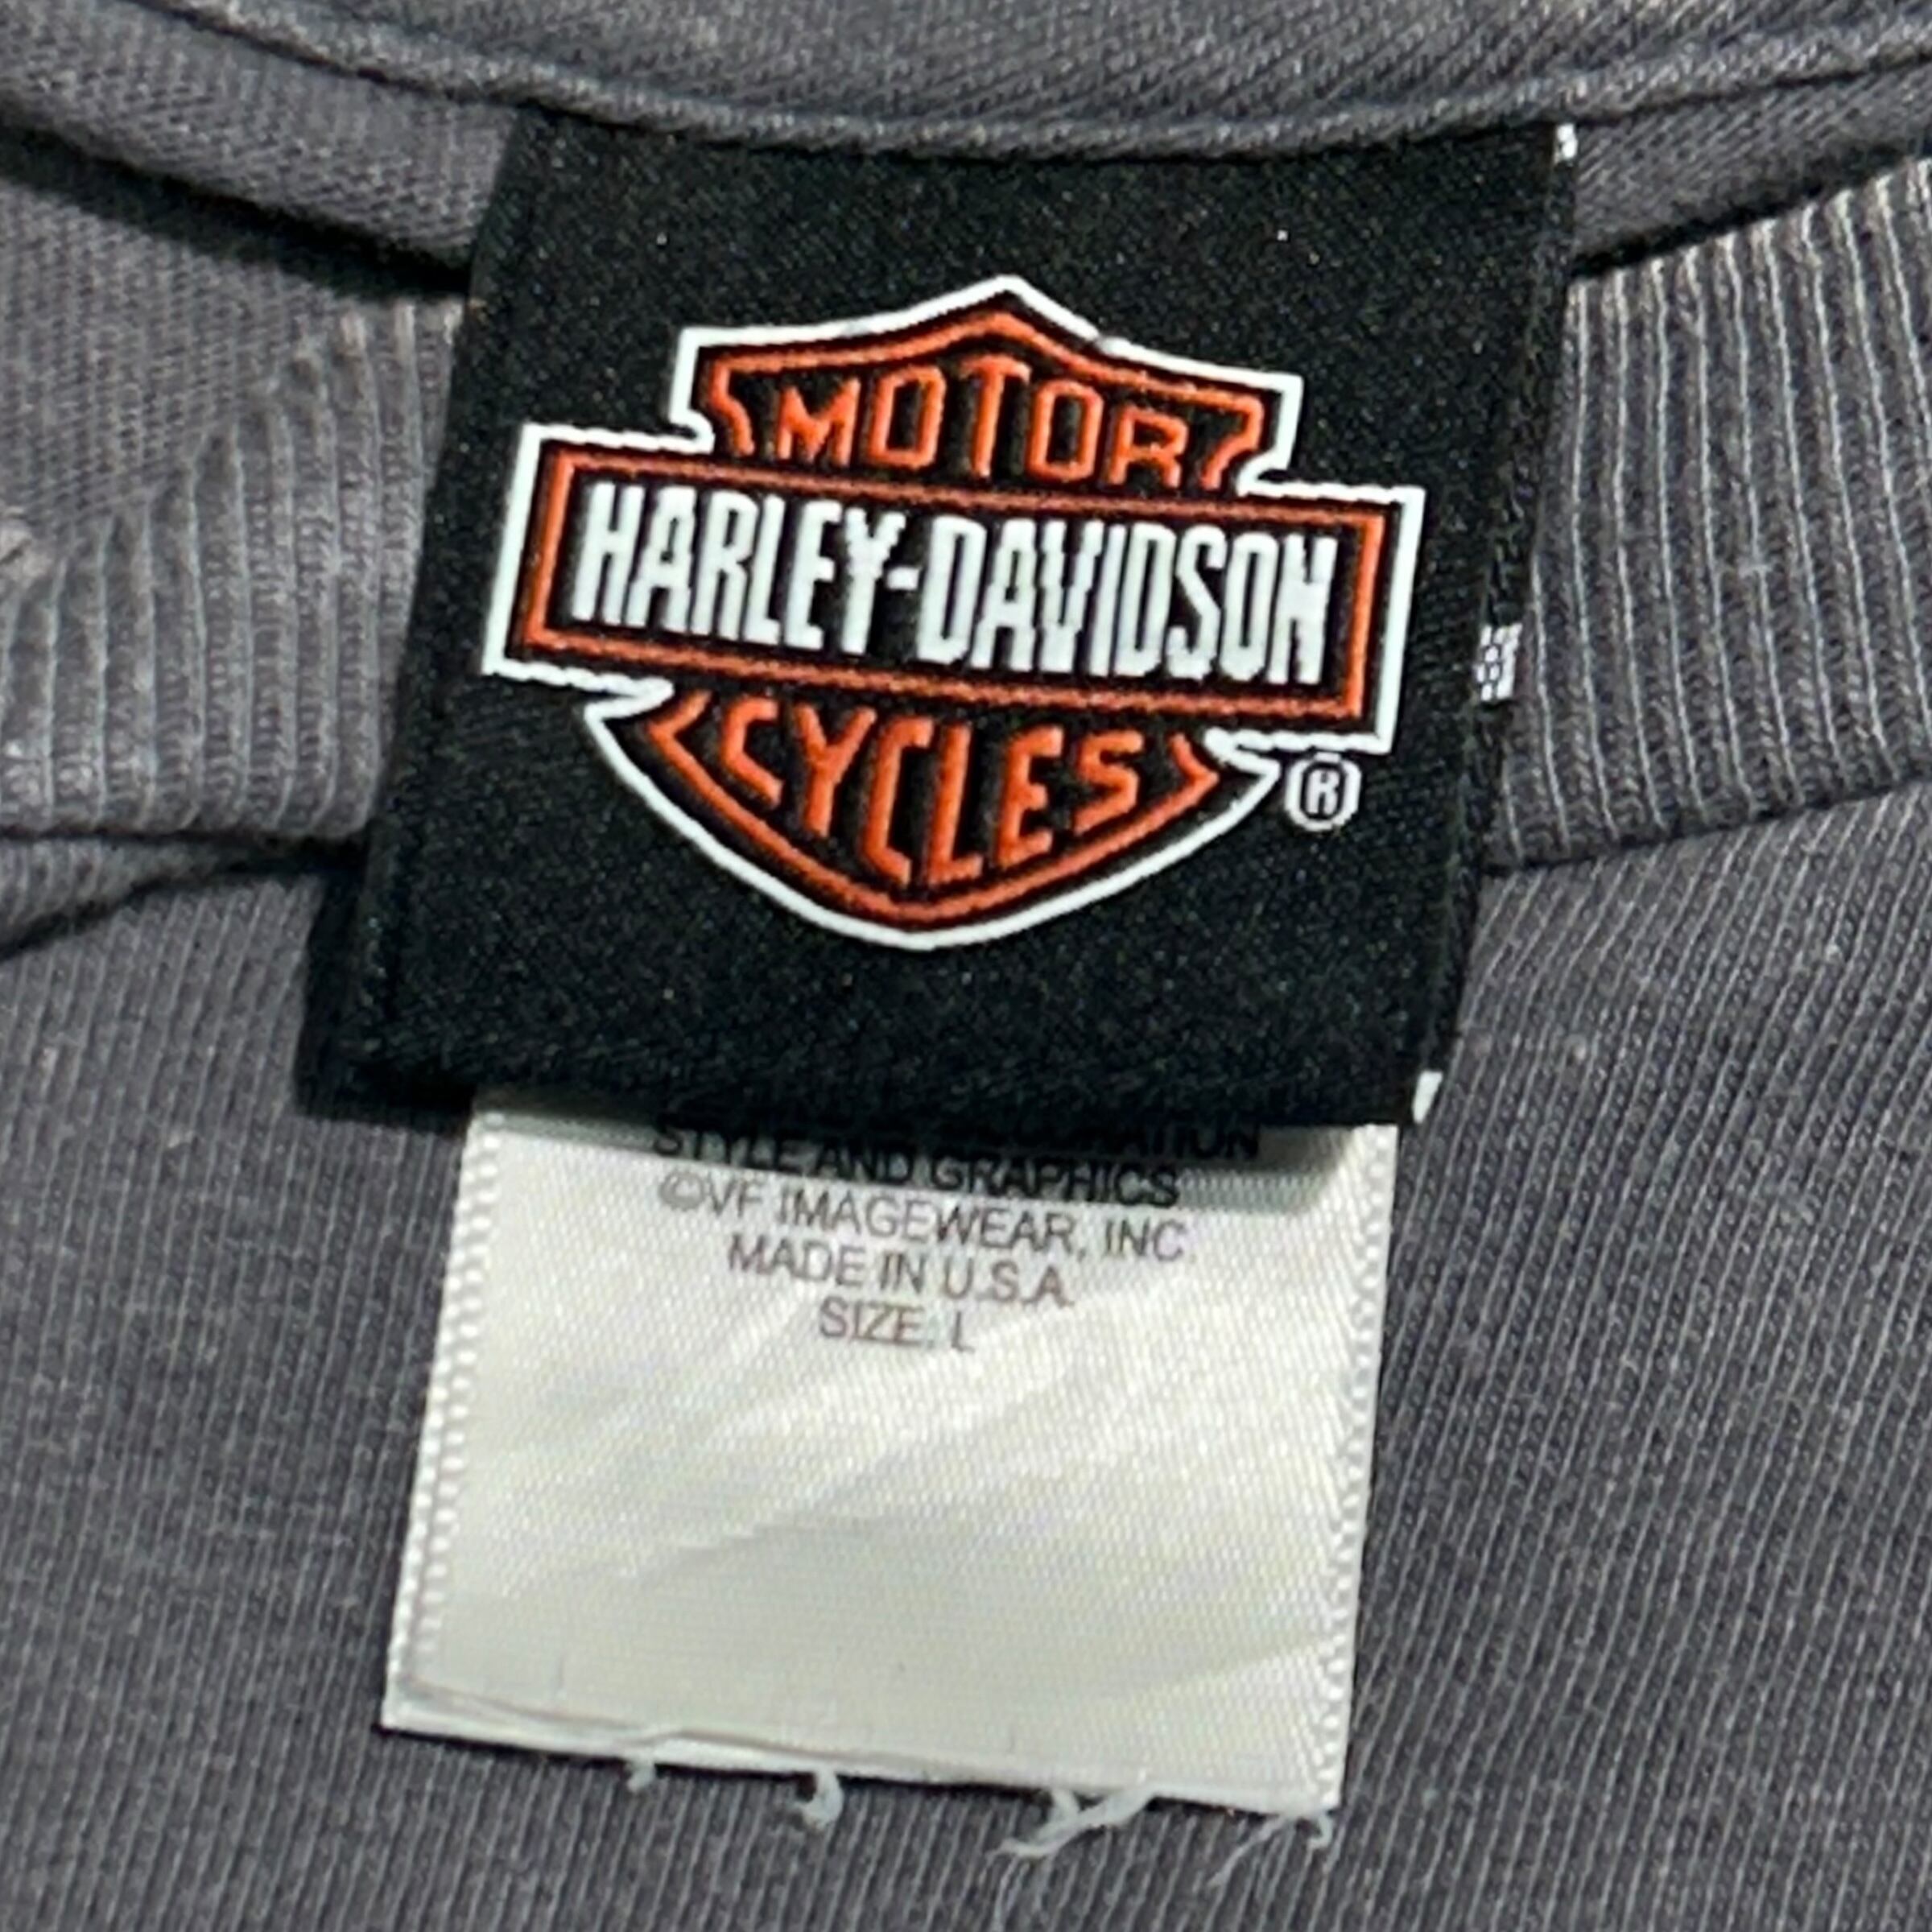 MOTOR
HARLEY-DAVIDSON
CYCLES
®
STYLE AND GRAPHICS
©VF IMAGEWEAR, INC.
MADE IN U.S.A.
SIZE: L